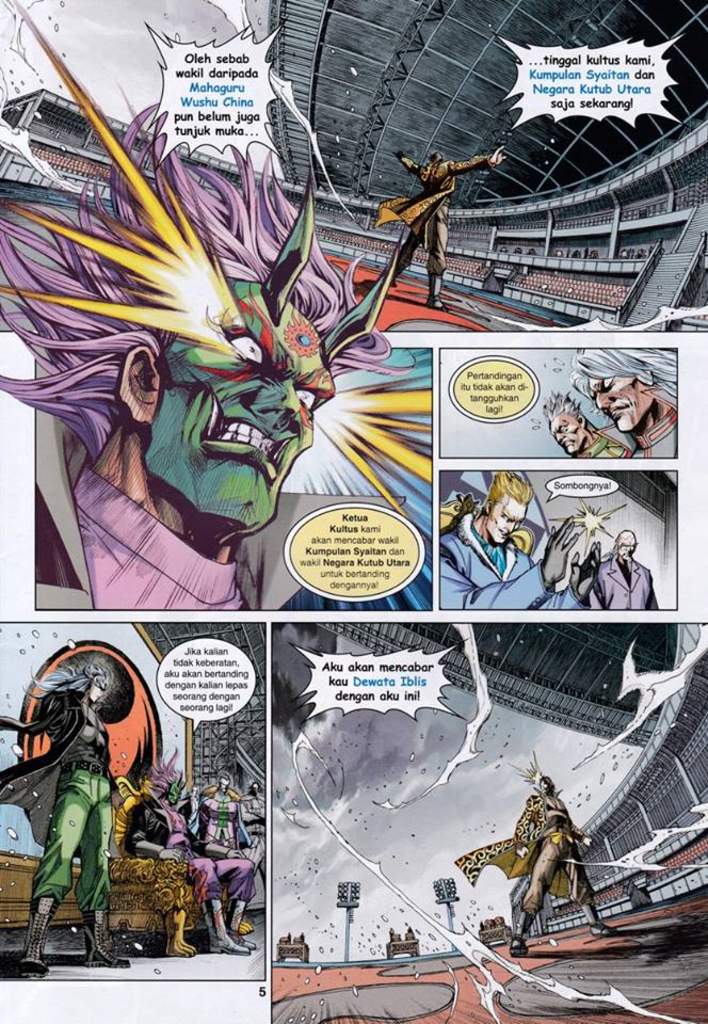 Oleh sebab
wakil daripada
Mahaguru
Wushu China
pun belum juga
tunjuk muka...
...tinggal kultus kami,
Kumpulan Syaitan dan
Negara Kutub Utara
saja sekarang!
Pertandingan
itu tidak akan di-
tangguhkan
lagi!
Ketua
Kultus kami
akan mencabar wakil
Kumpulan Syaitan dan
wakil Negara Kutub Utara
untuk bertanding
dengannya!
Sombongnya!
Jika kalian
tidak keberatan,
aku akan bertanding
dengan kalian lepas
seorang dengan
seorang lagi!
Aku akan mencabar
kau Dewata Iblis
dengan aku ini!
5